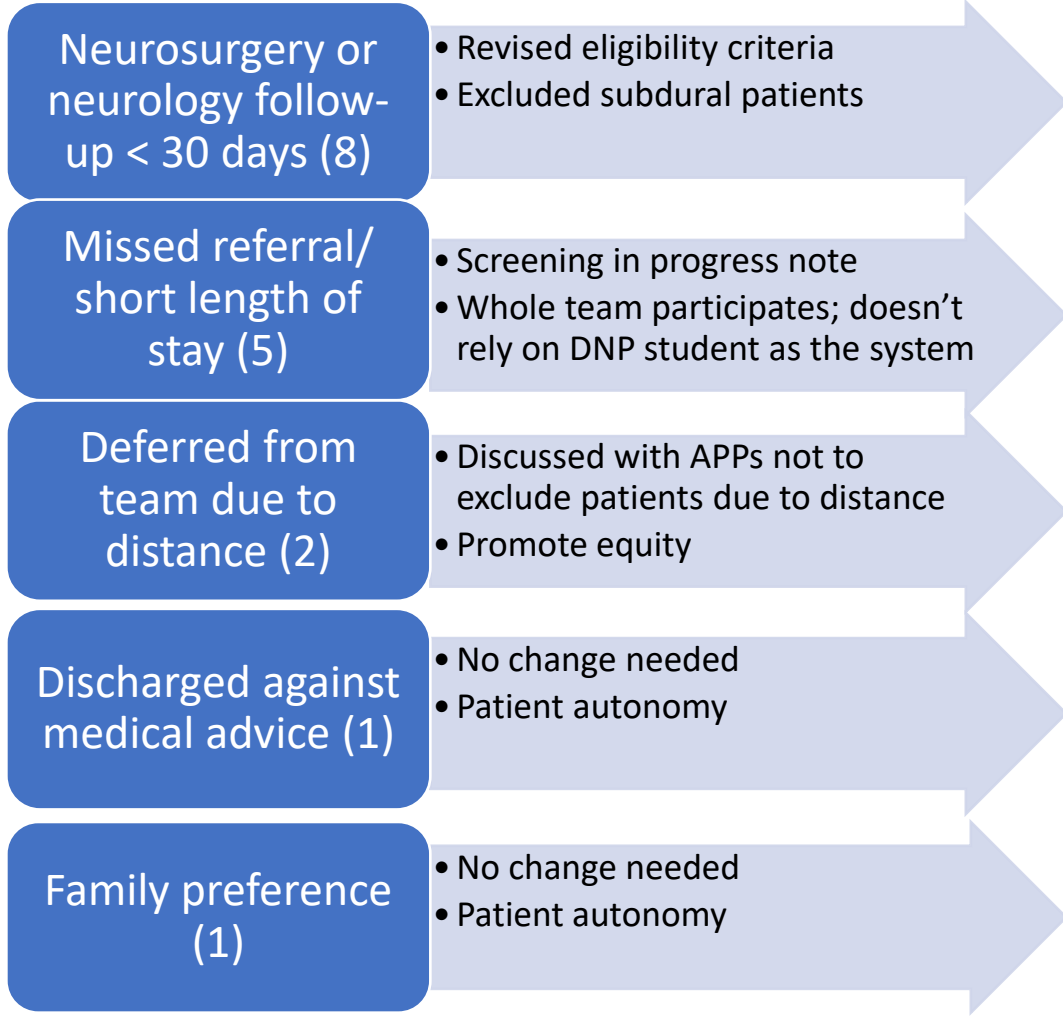 Neurosurgery or
neurology follow-
up < 30 days (8)
• Revised eligibility criteria
• Excluded subdural patients
Missed referral/
short length of
stay (5)
• Screening in progress note
• Whole team participates; doesn’t
rely on DNP student as the system
Deferred from
team due to
distance (2)
• Discussed with APPs not to
exclude patients due to distance
• Promote equity
Discharged against
medical advice (1)
• No change needed
• Patient autonomy
Family preference
(1)
• No change needed
• Patient autonomy